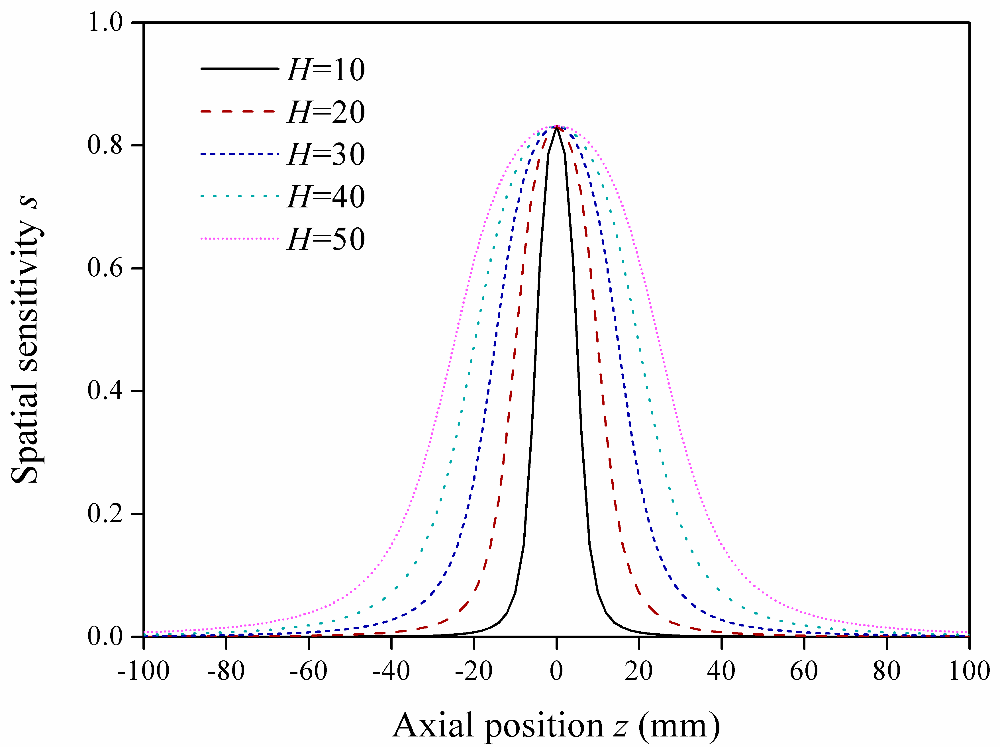 1.0
0.8
0.6
0.4
0.2
0.0
Spatial sensitivity s
H=10
H=20
H=30
H=40
H=50
-100 -80 -60 -40 -20 0 20 40 60 80 100
Axial position z (mm)